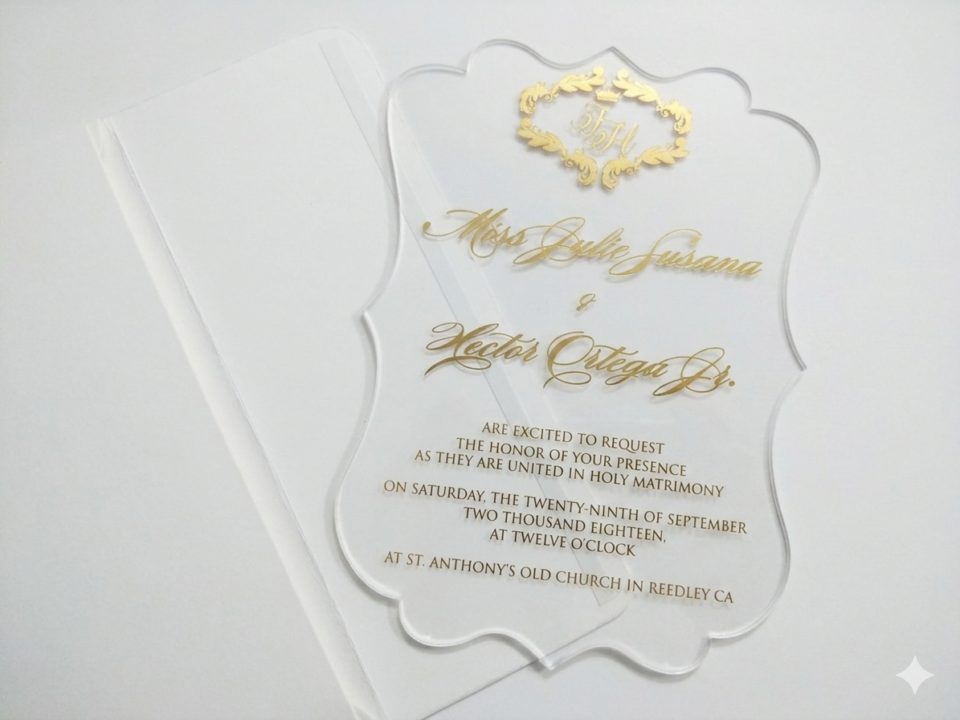 Miss Julie Susana
&
Hector Ortega Jr.
ARE EXCITED TO REQUEST
THE HONOR OF YOUR PRESENCE
AS THEY ARE UNITED IN HOLY MATRIMONY
ON SATURDAY, THE TWENTY-NINTH OF SEPTEMBER
TWO THOUSAND EIGHTEEN,
AT TWELVE O'CLOCK
AT ST. ANTHONY'S OLD CHURCH IN REEDLEY CA